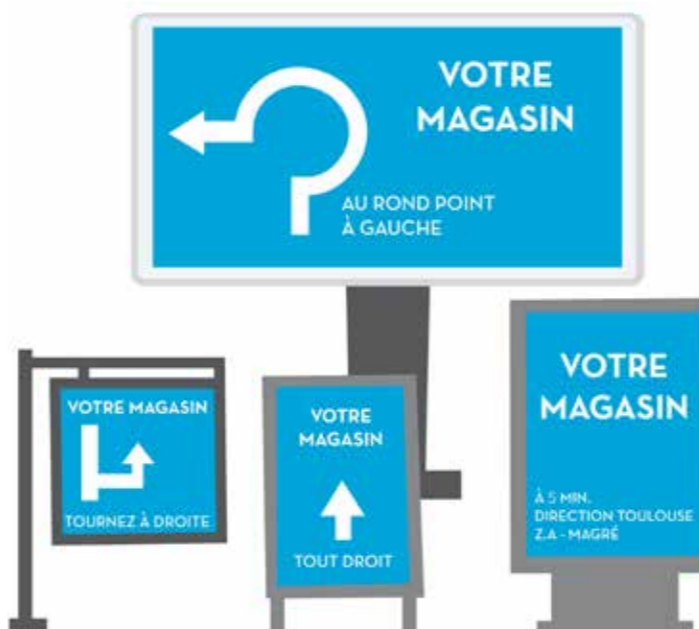 VOTRE
MAGASIN
AU ROND POINT
À GAUCHE
VOTRE MAGASIN
TOURNEZ À DROITE
VOTRE
MAGASIN
TOUT DROIT
VOTRE
MAGASIN
À 5 MIN.
DIRECTION TOULOUSE
Z.A - MAGRÉ